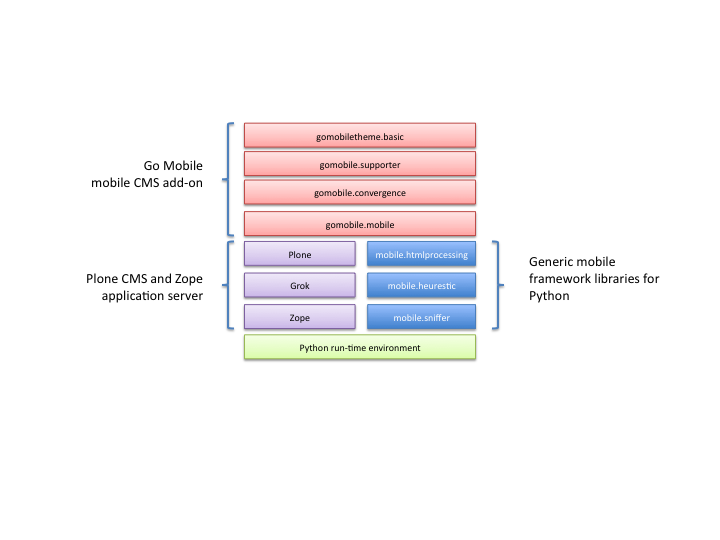 gomobiletheme.basic
gomobile.supporter
gomobile.convergence
gomobile.mobile
Go Mobile
mobile CMS add-on
Plone
mobile.htmlprocessing
Grok
mobile.heurestic
Zope
mobile.sniffer
Plone CMS and Zope
application server
Generic mobile
framework libraries for
Python
Python run-time environment